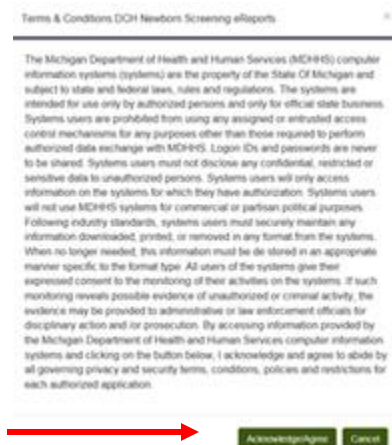 Terms & Conditions DCH Newborn Screening eReports
×
The Michigan Department of Health and Human Services (MDHHS) computer
information systems (systems) are the property of the State Of Michigan and
subject to state and federal laws, rules and regulations. The systems are
intended for use only by authorized persons and only for official state business.
Systems users are prohibited from using any assigned or entrusted access
control mechanisms for any purposes other than those required to perform
authorized data exchange with MDHHS. Logon IDs and passwords are never
to be shared. Systems users must not disclose any confidential, restricted or
sensitive data to unauthorized persons. Systems users will only access
information on the systems for which they have authorization. Systems users
will not use MDHHS systems for commercial or partisan political purposes.
Following industry standards, systems users must securely maintain any
information downloaded, printed, or removed in any format from the systems.
When no longer needed, this information must be de stored in an appropriate
manner specific to the format type. All users of the systems give their
expressed consent to the monitoring of their activities on the systems. If such
monitoring reveals possible evidence of unauthorized or criminal activity, the
evidence may be provided to administrative or law enforcement officials for
disciplinary action and /or prosecution. By accessing information provided by
the Michigan Department of Health and Human Services computer information
systems and clicking on the button below, I acknowledge and agree to abide by
all governing privacy and security terms, conditions, policies and restrictions for
each authorized application.
Acknowledge/Agree Cancel